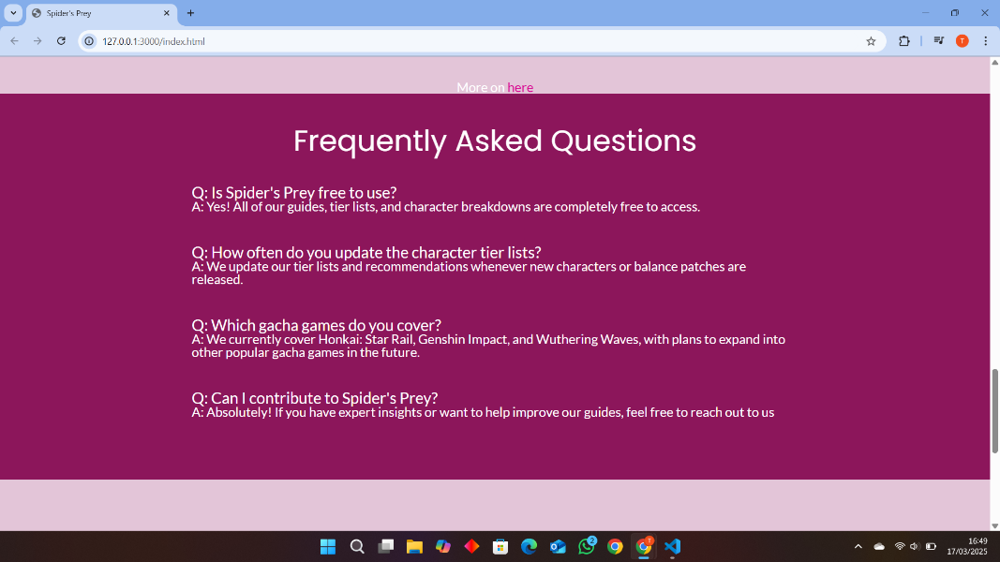 Spider's Prey
127.0.0.1:3000/index.html
T
More on here
Frequently Asked Questions
Q: Is Spider's Prey free to use?
A: Yes! All of our guides, tier lists, and character breakdowns are completely free to access.
Q: How often do you update the character tier lists?
A: We update our tier lists and recommendations whenever new characters or balance patches are
released.
Q: Which gacha games do you cover?
A: We currently cover Honkai: Star Rail, Genshin Impact, and Wuthering Waves, with plans to expand into
other popular gacha games in the future.
Q: Can I contribute to Spider's Prey?
A: Absolutely! If you have expert insights or want to help improve our guides, feel free to reach out to us
2
T
16:49
17/03/2025